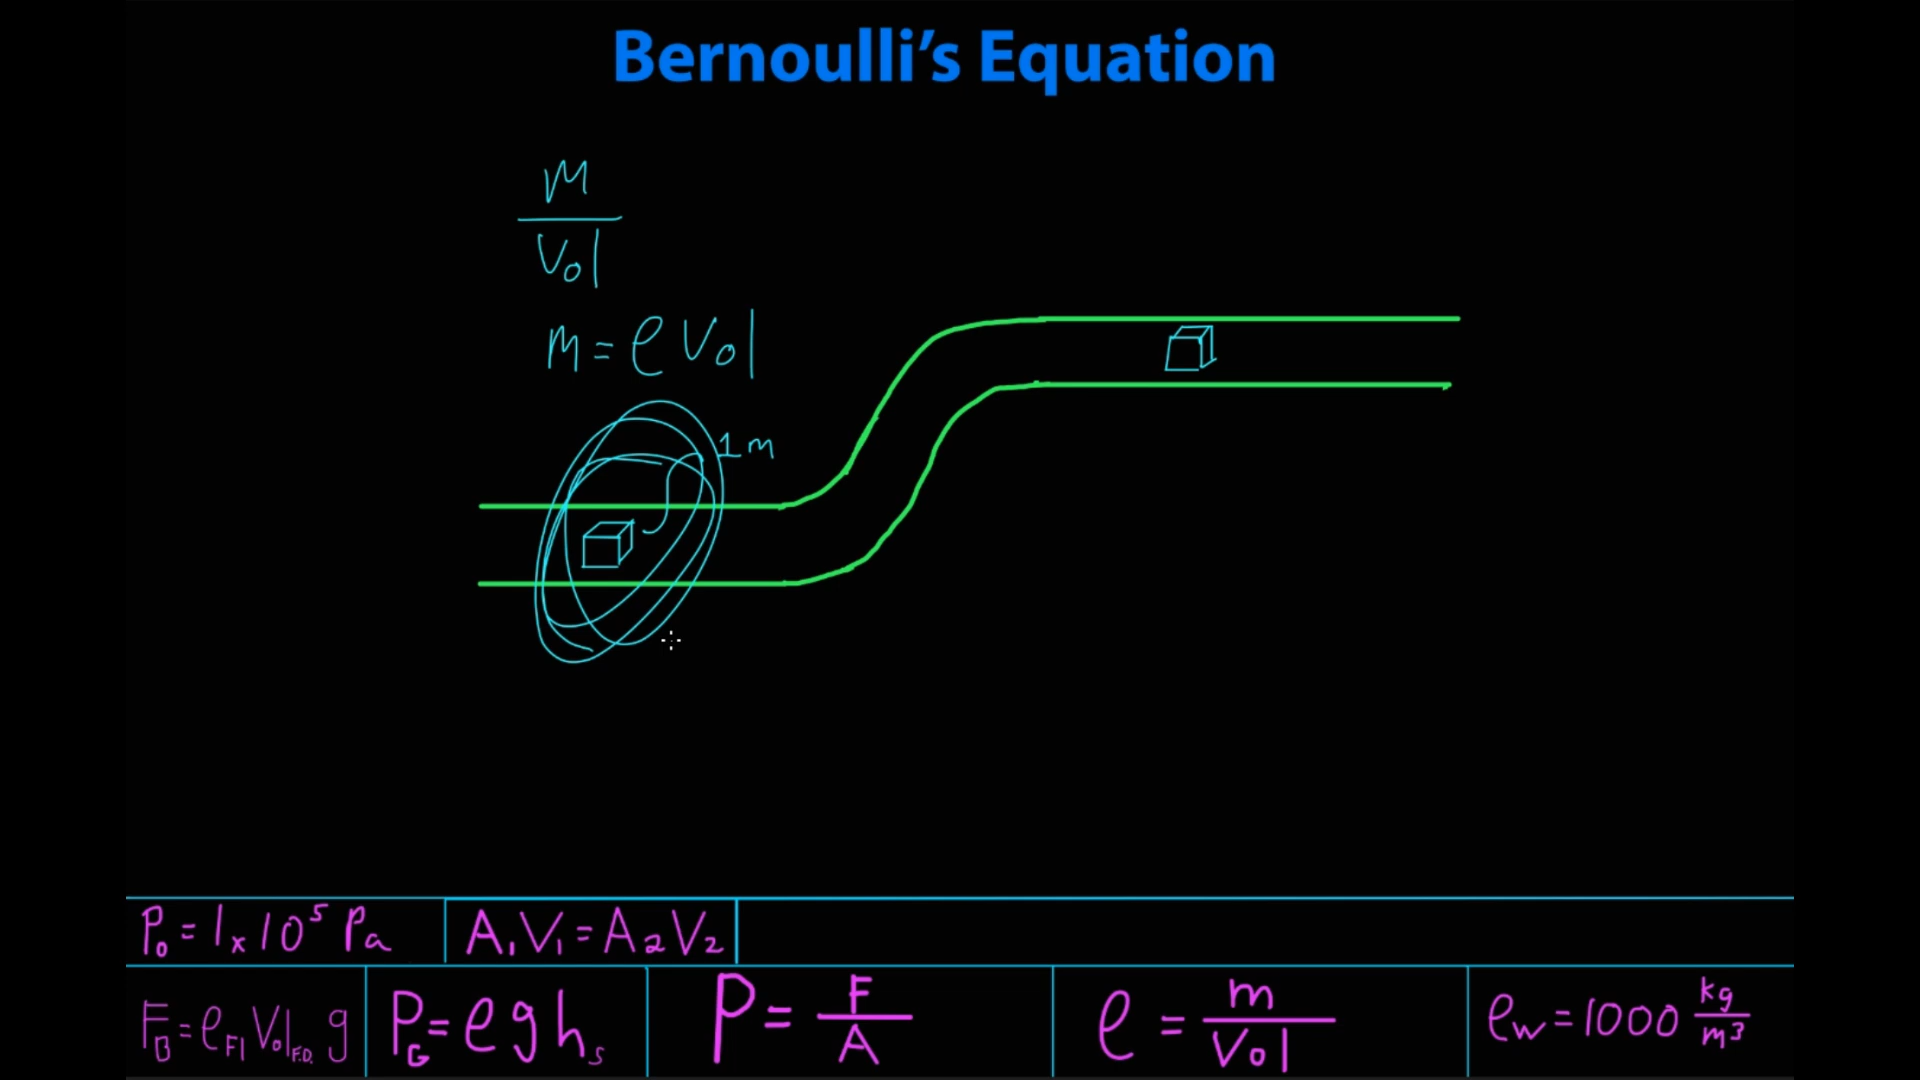 Bernoulli's Equation
M
Vol
m = ρ Vol
1 m
P₀ = 1 x 10⁵ Pa
A₁V₁ = A₂V₂
F_B = ρ_Fl Vol_F.D. g
P_G = ρ g h_s
P = F/A
ρ = m/Vol
ρ_w = 1000 kg/m³